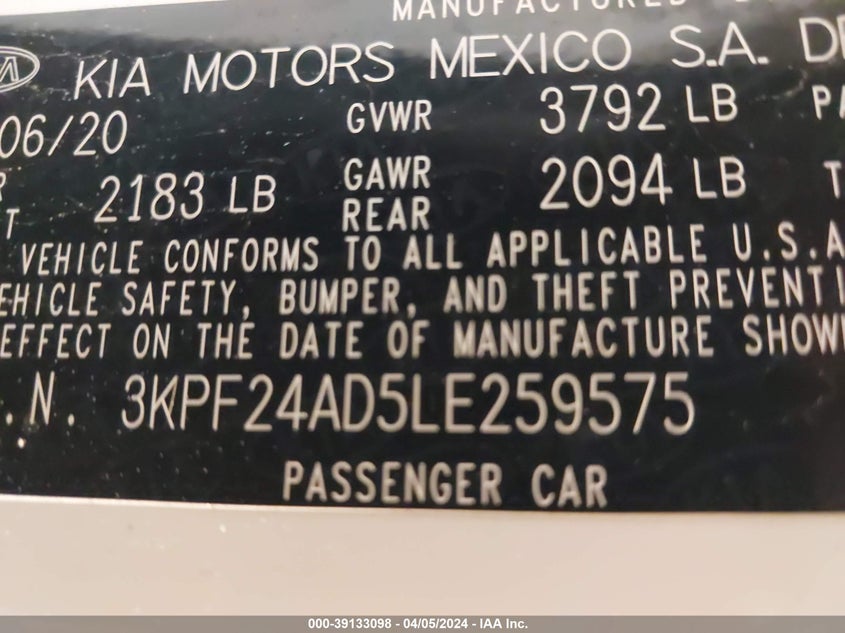 MANUFACTURED
KIA MOTORS MEXICO S.A. DE
06/20 GVWR 3792 LB
2183 LB GAWR REAR 2094 LB
VEHICLE CONFORMS TO ALL APPLICABLE U.S.A
EHICLE SAFETY, BUMPER, AND THEFT PREVENTI
EFFECT ON THE DATE OF MANUFACTURE SHOW
.N. 3KPF24AD5LE259575
PASSENGER CAR
000-39133098 - 04/05/2024 - IAA Inc.